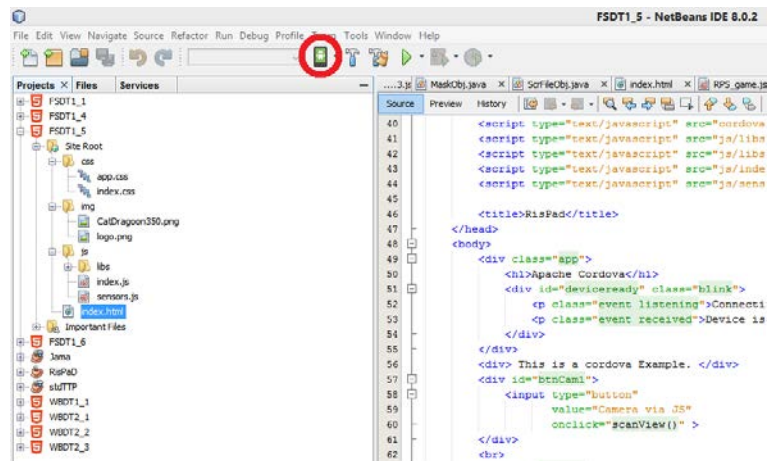 FSDT1_5 - NetBeans IDE 8.0.2
File Edit View Navigate Source Refactor Run Debug Profile Team Tools Window Help
Projects Files Services
FSDT1_1
FSDT1_4
FSDT1_5
Site Root
css
app.css
index.css
img
CatDragoon350.png
logo.png
js
libs
index.js
sensors.js
index.html
Important Files
FSDT1_6
Jama
RisPaD
stdTTP
WBDT1_1
WBDT2_1
WBDT2_2
WBDT2_3
....3.js MaskObj.java ScrFileObj.java index.html RPS_game.js
Source Preview History
40 <script type="text/javascript" src="cordova
41 <script type="text/javascript" src="js/libs
42 <script type="text/javascript" src="js/libs
43 <script type="text/javascript" src="js/inde
44 <script type="text/javascript" src="js/sens
45
46 <title>RisPad</title>
47 </head>
48 <body>
49 <div class="app">
50 <h1>Apache Cordova</h1>
51 <div id="deviceready" class="blink">
52 <p class="event listening">Connecti
53 <p class="event received">Device is
54 </div>
55 </div>
56 <div> This is a cordova Example. </div>
57 <div id="btnCam1">
58 <input type="button"
59 value="Camera via JS"
60 onclick="scanView()" >
61 </div>
62 <br>